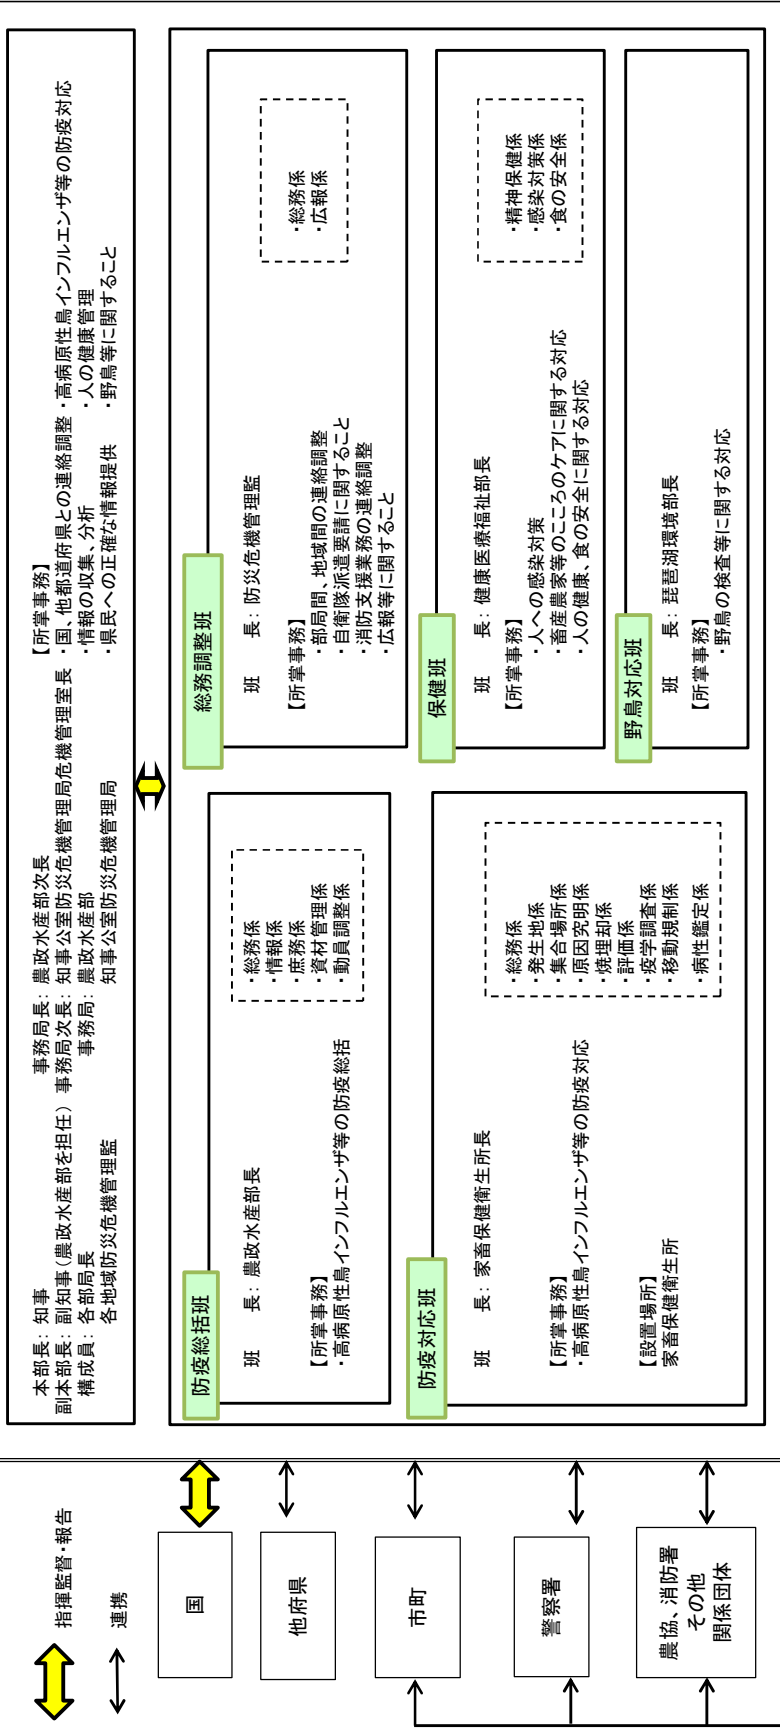 本部長：知事
副本部長：副知事（農政水産部を担任）
構成員：各部局長
各地域防災危機管理監
事務局長：農政水産部次長
事務局次長：知事公室防災危機管理局危機管理室長
事務局：農政水産部
知事公室防災危機管理局
【所掌事務】
・国、他都道府県との連絡調整
・情報の収集、分析
・県民への正確な情報提供
・高病原性鳥インフルエンザ等の防疫対応
・人の健康管理
・野鳥等に関すること
防疫総括班
班　長：農政水産部長
【所掌事務】
・高病原性鳥インフルエンザ等の防疫総括
・総務係
・情報係
・庶務係
・資材管理係
・動員調整係
総務調整班
班　長：防災危機管理監
【所掌事務】
・部局間、地域間の連絡調整
・自衛隊派遣要請に関すること
・消防支援業務の連絡調整
・広報等に関すること
・総務係
・広報係
防疫対応班
班　長：家畜保健衛生所長
【所掌事務】
・高病原性鳥インフルエンザ等の防疫対応
【設置場所】
家畜保健衛生所
・総務係
・発生地係
・集合場所係
・原因究明係
・焼埋却係
・評価係
・疫学調査係
・移動規制係
・病性鑑定係
保健班
班　長：健康医療福祉部長
【所掌事務】
・人への感染対策
・畜産農家等のこころのケアに関する対応
・人の健康、食の安全に関する対応
・精神保健係
・感染対策係
・食の安全係
野鳥対応班
班　長：琵琶湖環境部長
【所掌事務】
・野鳥の検査等に関する対応
指揮監督・報告
連携
国
他府県
市町
警察署
農協、消防署
その他
関係団体